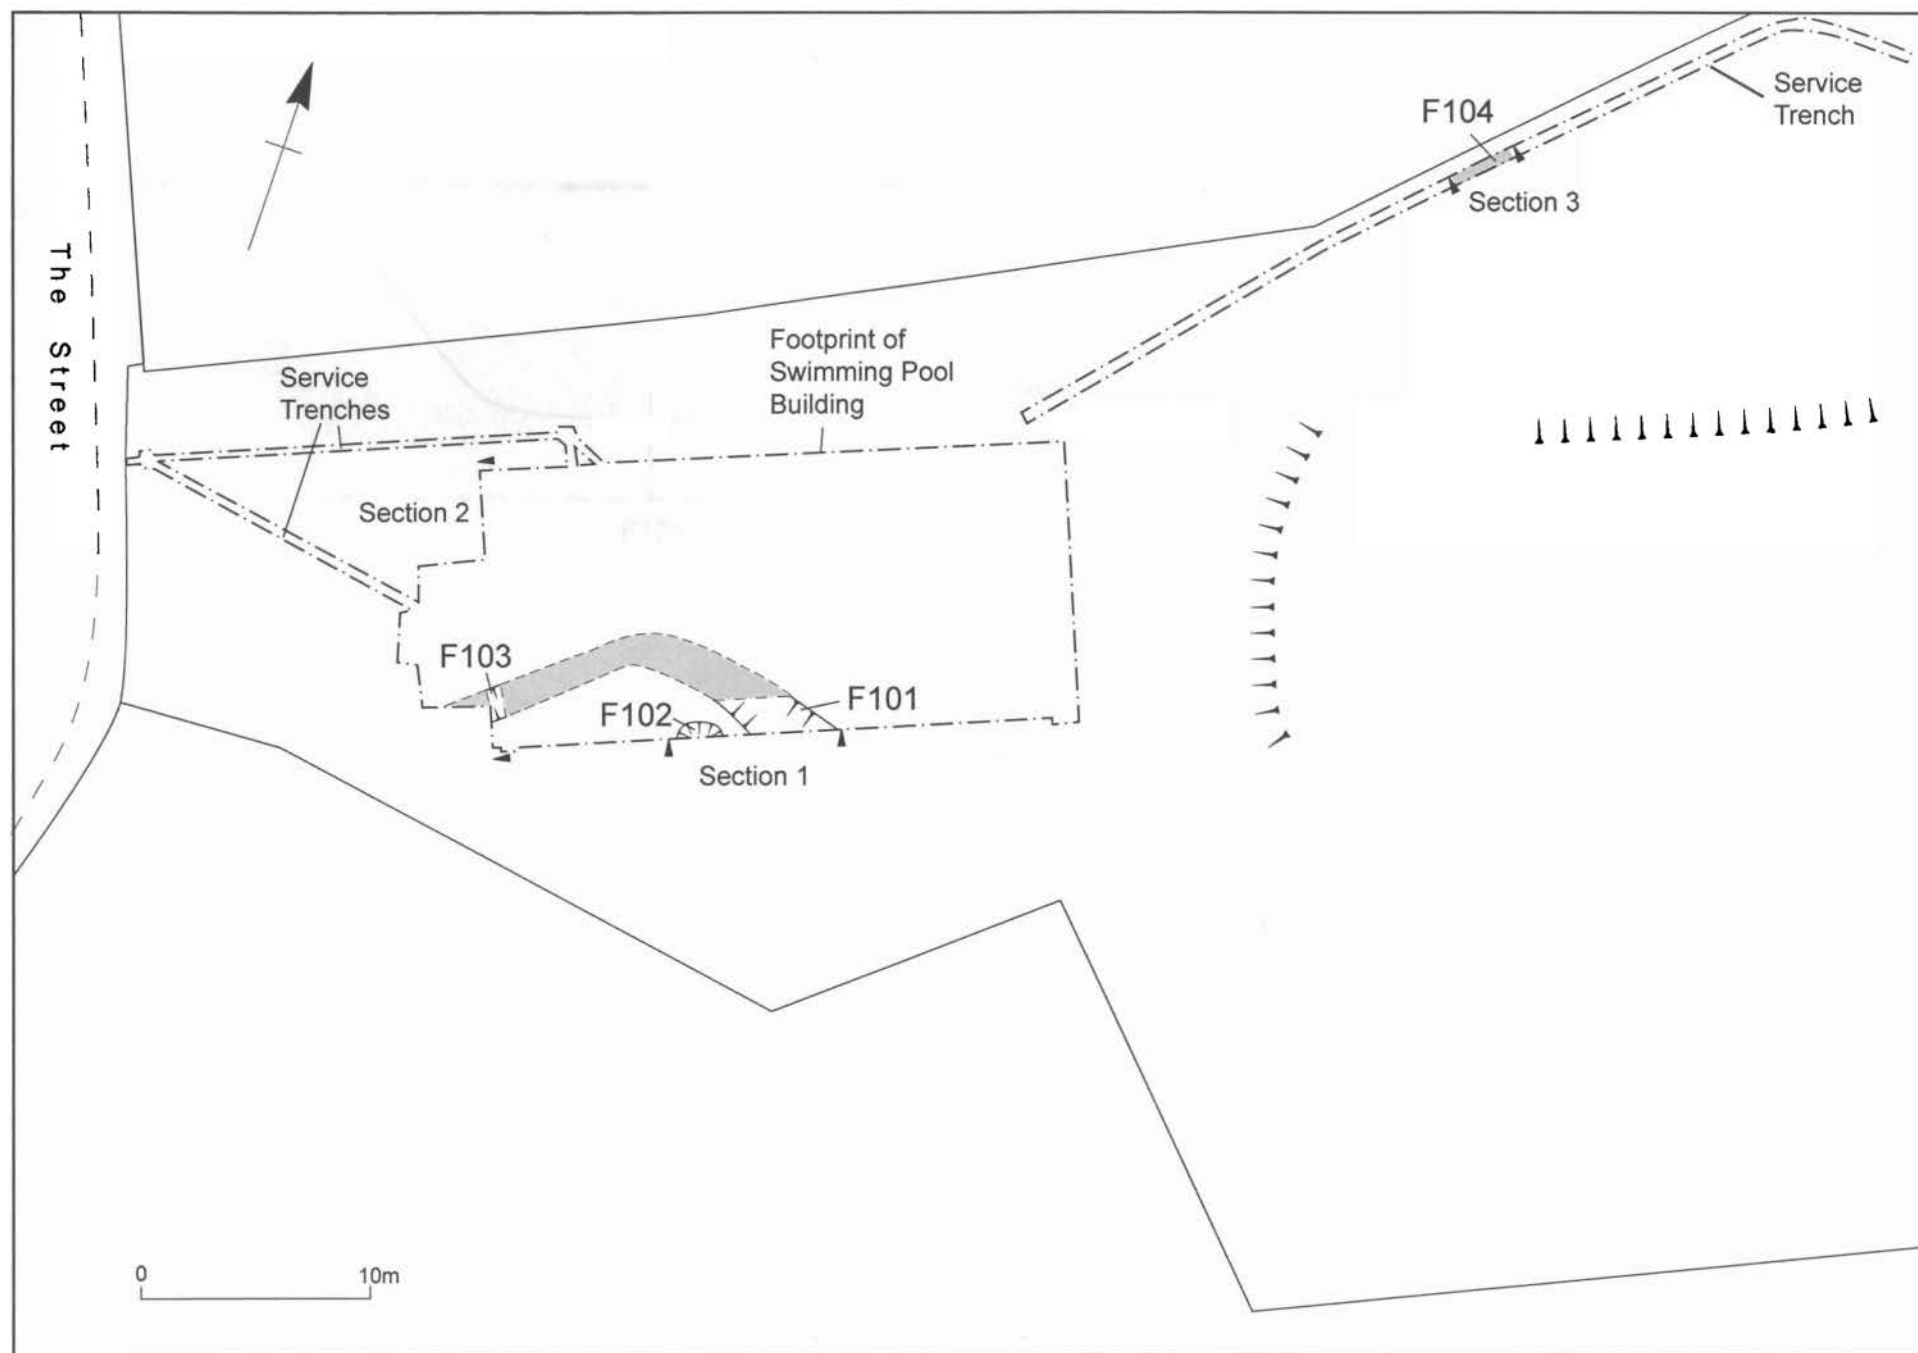 Service
Trench
F104
Section 3
The Street
Footprint of
Swimming Pool
Building
Service
Trenches
Section 2
F103
F101
F102
Section 1
0 10m